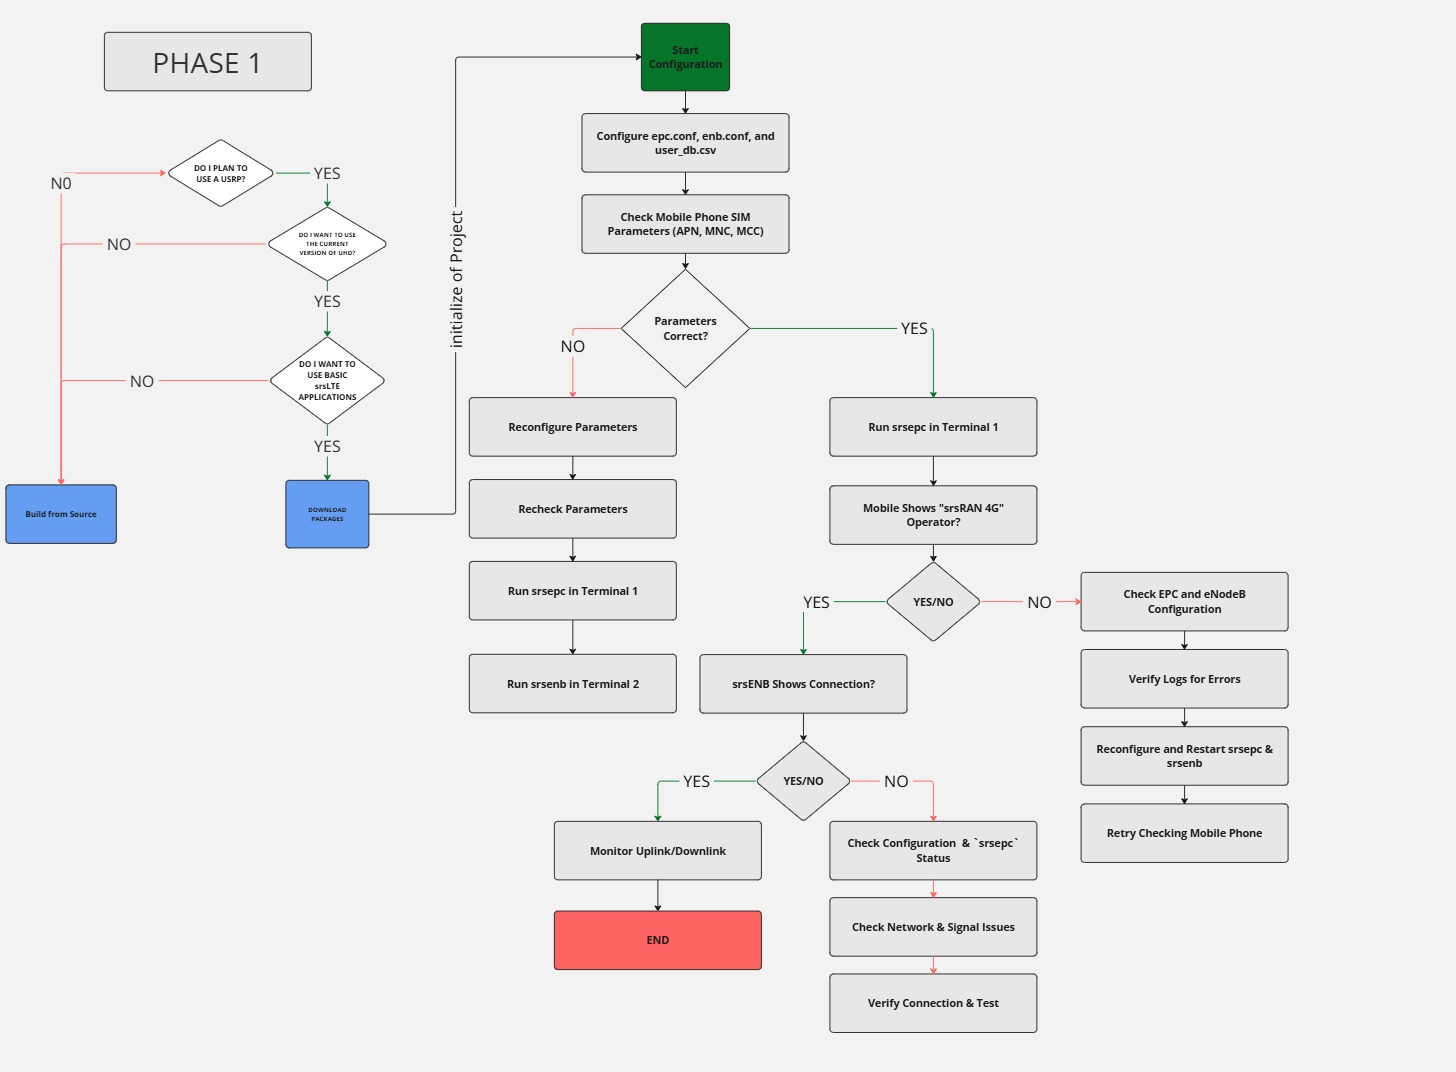 PHASE 1
DO I PLAN TO
USE A USRP?
YES
N0
DO I WANT TO USE
THE CURRENT
VERSION OF UHD?
NO
YES
DO I WANT TO
USE BASIC
srsLTE
APPLICATIONS
NO
YES
Build from Source
DOWNLOAD
PACKAGES
initialize of Project
Start
Configuration
Configure epc.conf, enb.conf, and
user_db.csv
Check Mobile Phone SIM
Parameters (APN, MNC, MCC)
Parameters
Correct?
NO
YES
Reconfigure Parameters
Recheck Parameters
Run srsepc in Terminal 1
Run srsenb in Terminal 2
Run srsepc in Terminal 1
Mobile Shows "srsRAN 4G"
Operator?
YES/NO
YES
NO
srsENB Shows Connection?
YES/NO
YES
NO
Monitor Uplink/Downlink
END
Check Configuration & `srsepc`
Status
Check Network & Signal Issues
Verify Connection & Test
Check EPC and eNodeB
Configuration
Verify Logs for Errors
Reconfigure and Restart srsepc &
srsenb
Retry Checking Mobile Phone